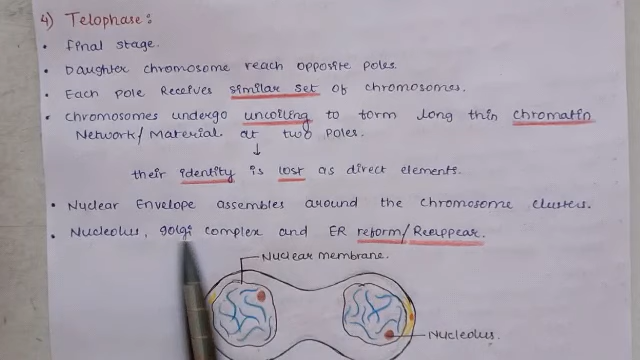 4) Telophase:
• final stage.
• Daughter chromosome reach opposite poles.
• Each pole Receives similar set of chromosomes.
• Chromosomes undergo uncoiling to form long thin chromatin
Network/Material at two poles.
↓
their identity is lost as direct elements.
• Nuclear Envelope assembles around the chromosome clusters.
• Nucleolus, golgi complex and ER reform/Reappear.
Nuclear membrane.
Nucleolus.